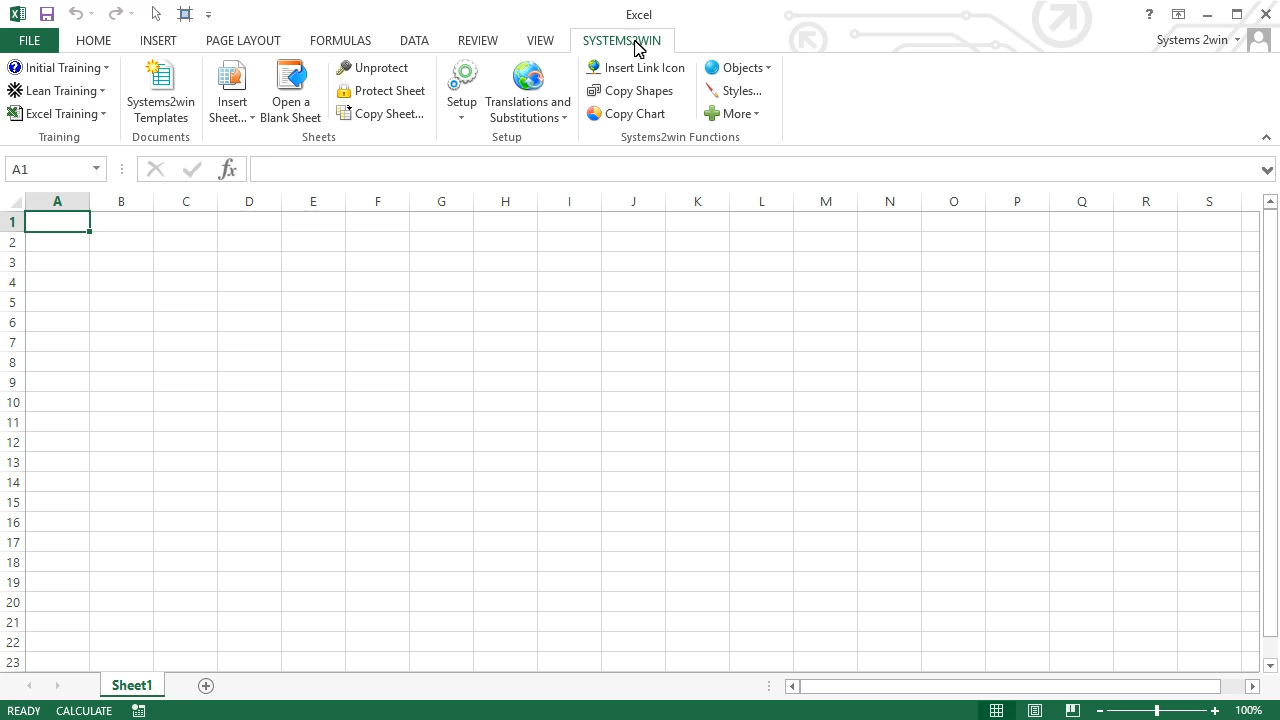 Excel
?
FILE HOME INSERT PAGE LAYOUT FORMULAS DATA REVIEW VIEW SYSTEMS2WIN Systems 2win
Initial Training
Lean Training
Excel Training
Training
Systems2win
Templates
Documents
Insert
Sheet...
Open a
Blank Sheet
Unprotect
Protect Sheet
Copy Sheet...
Sheets
Setup
Translations and
Substitutions
Setup
Insert Link Icon
Copy Shapes
Copy Chart
Objects
Styles...
More
Systems2win Functions
A1 fx
A B C D E F G H I J K L M N O P Q R S
1
2
3
4
5
6
7
8
9
10
11
12
13
14
15
16
17
18
19
20
21
22
23
Sheet1
READY CALCULATE 100%